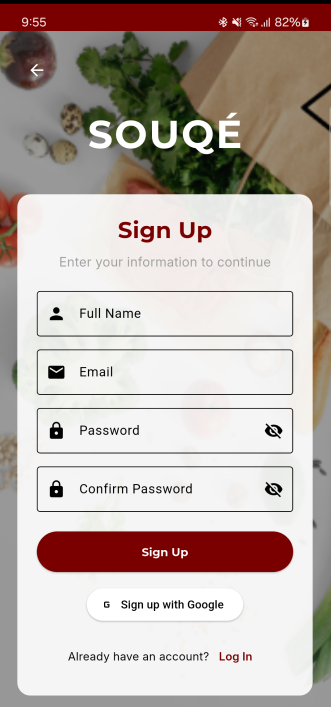 9:55
82%
SOUQÉ
Sign Up
Enter your information to continue
Full Name
Email
Password
Confirm Password
Sign Up
G Sign up with Google
Already have an account? Log In